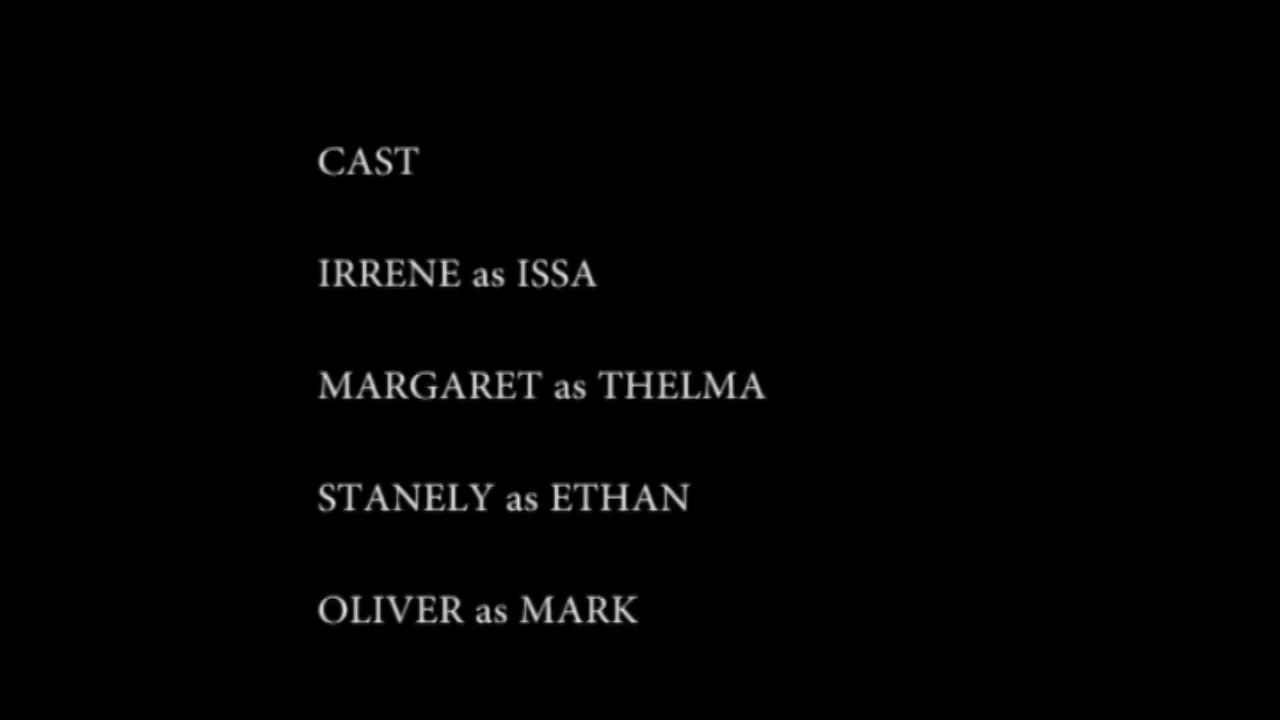 CAST
IRRENE as ISSA
MARGARET as THELMA
STANELY as ETHAN
OLIVER as MARK